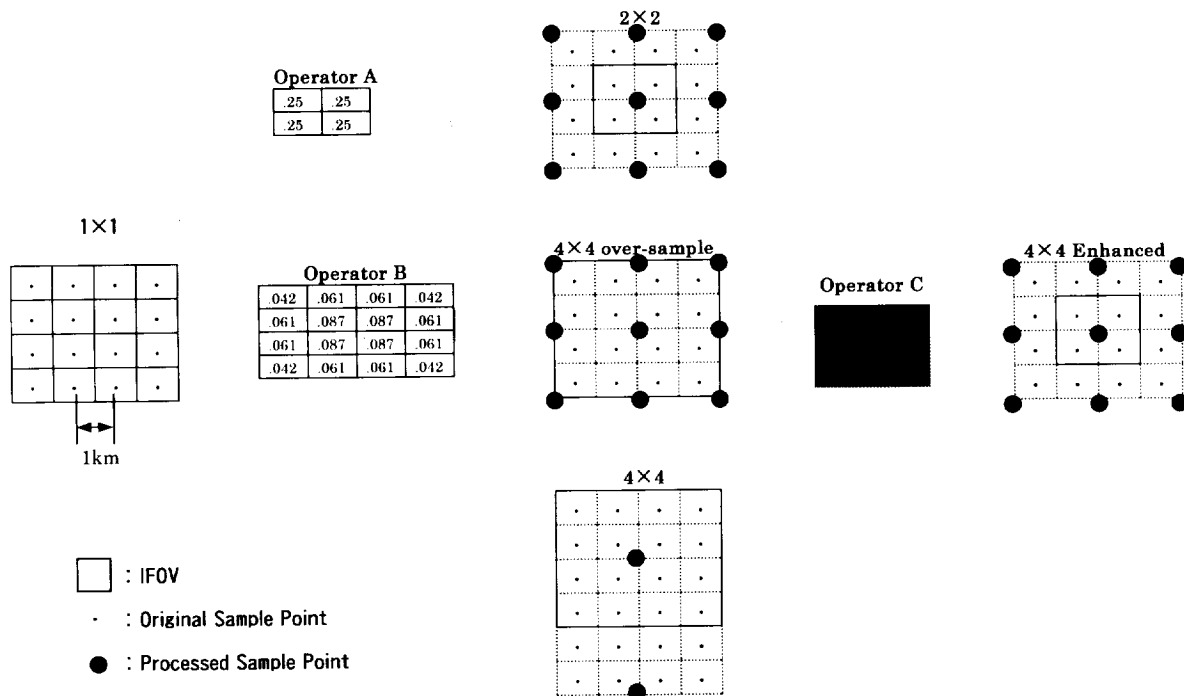 2×2
Operator A
.25 .25
.25 .25
1×1
Operator B
.042 .061 .061 .042
.061 .087 .087 .061
.061 .087 .087 .061
.042 .061 .061 .042
4×4 over-sample
Operator C
4×4 Enhanced
1km
4×4
: IFOV
: Original Sample Point
: Processed Sample Point